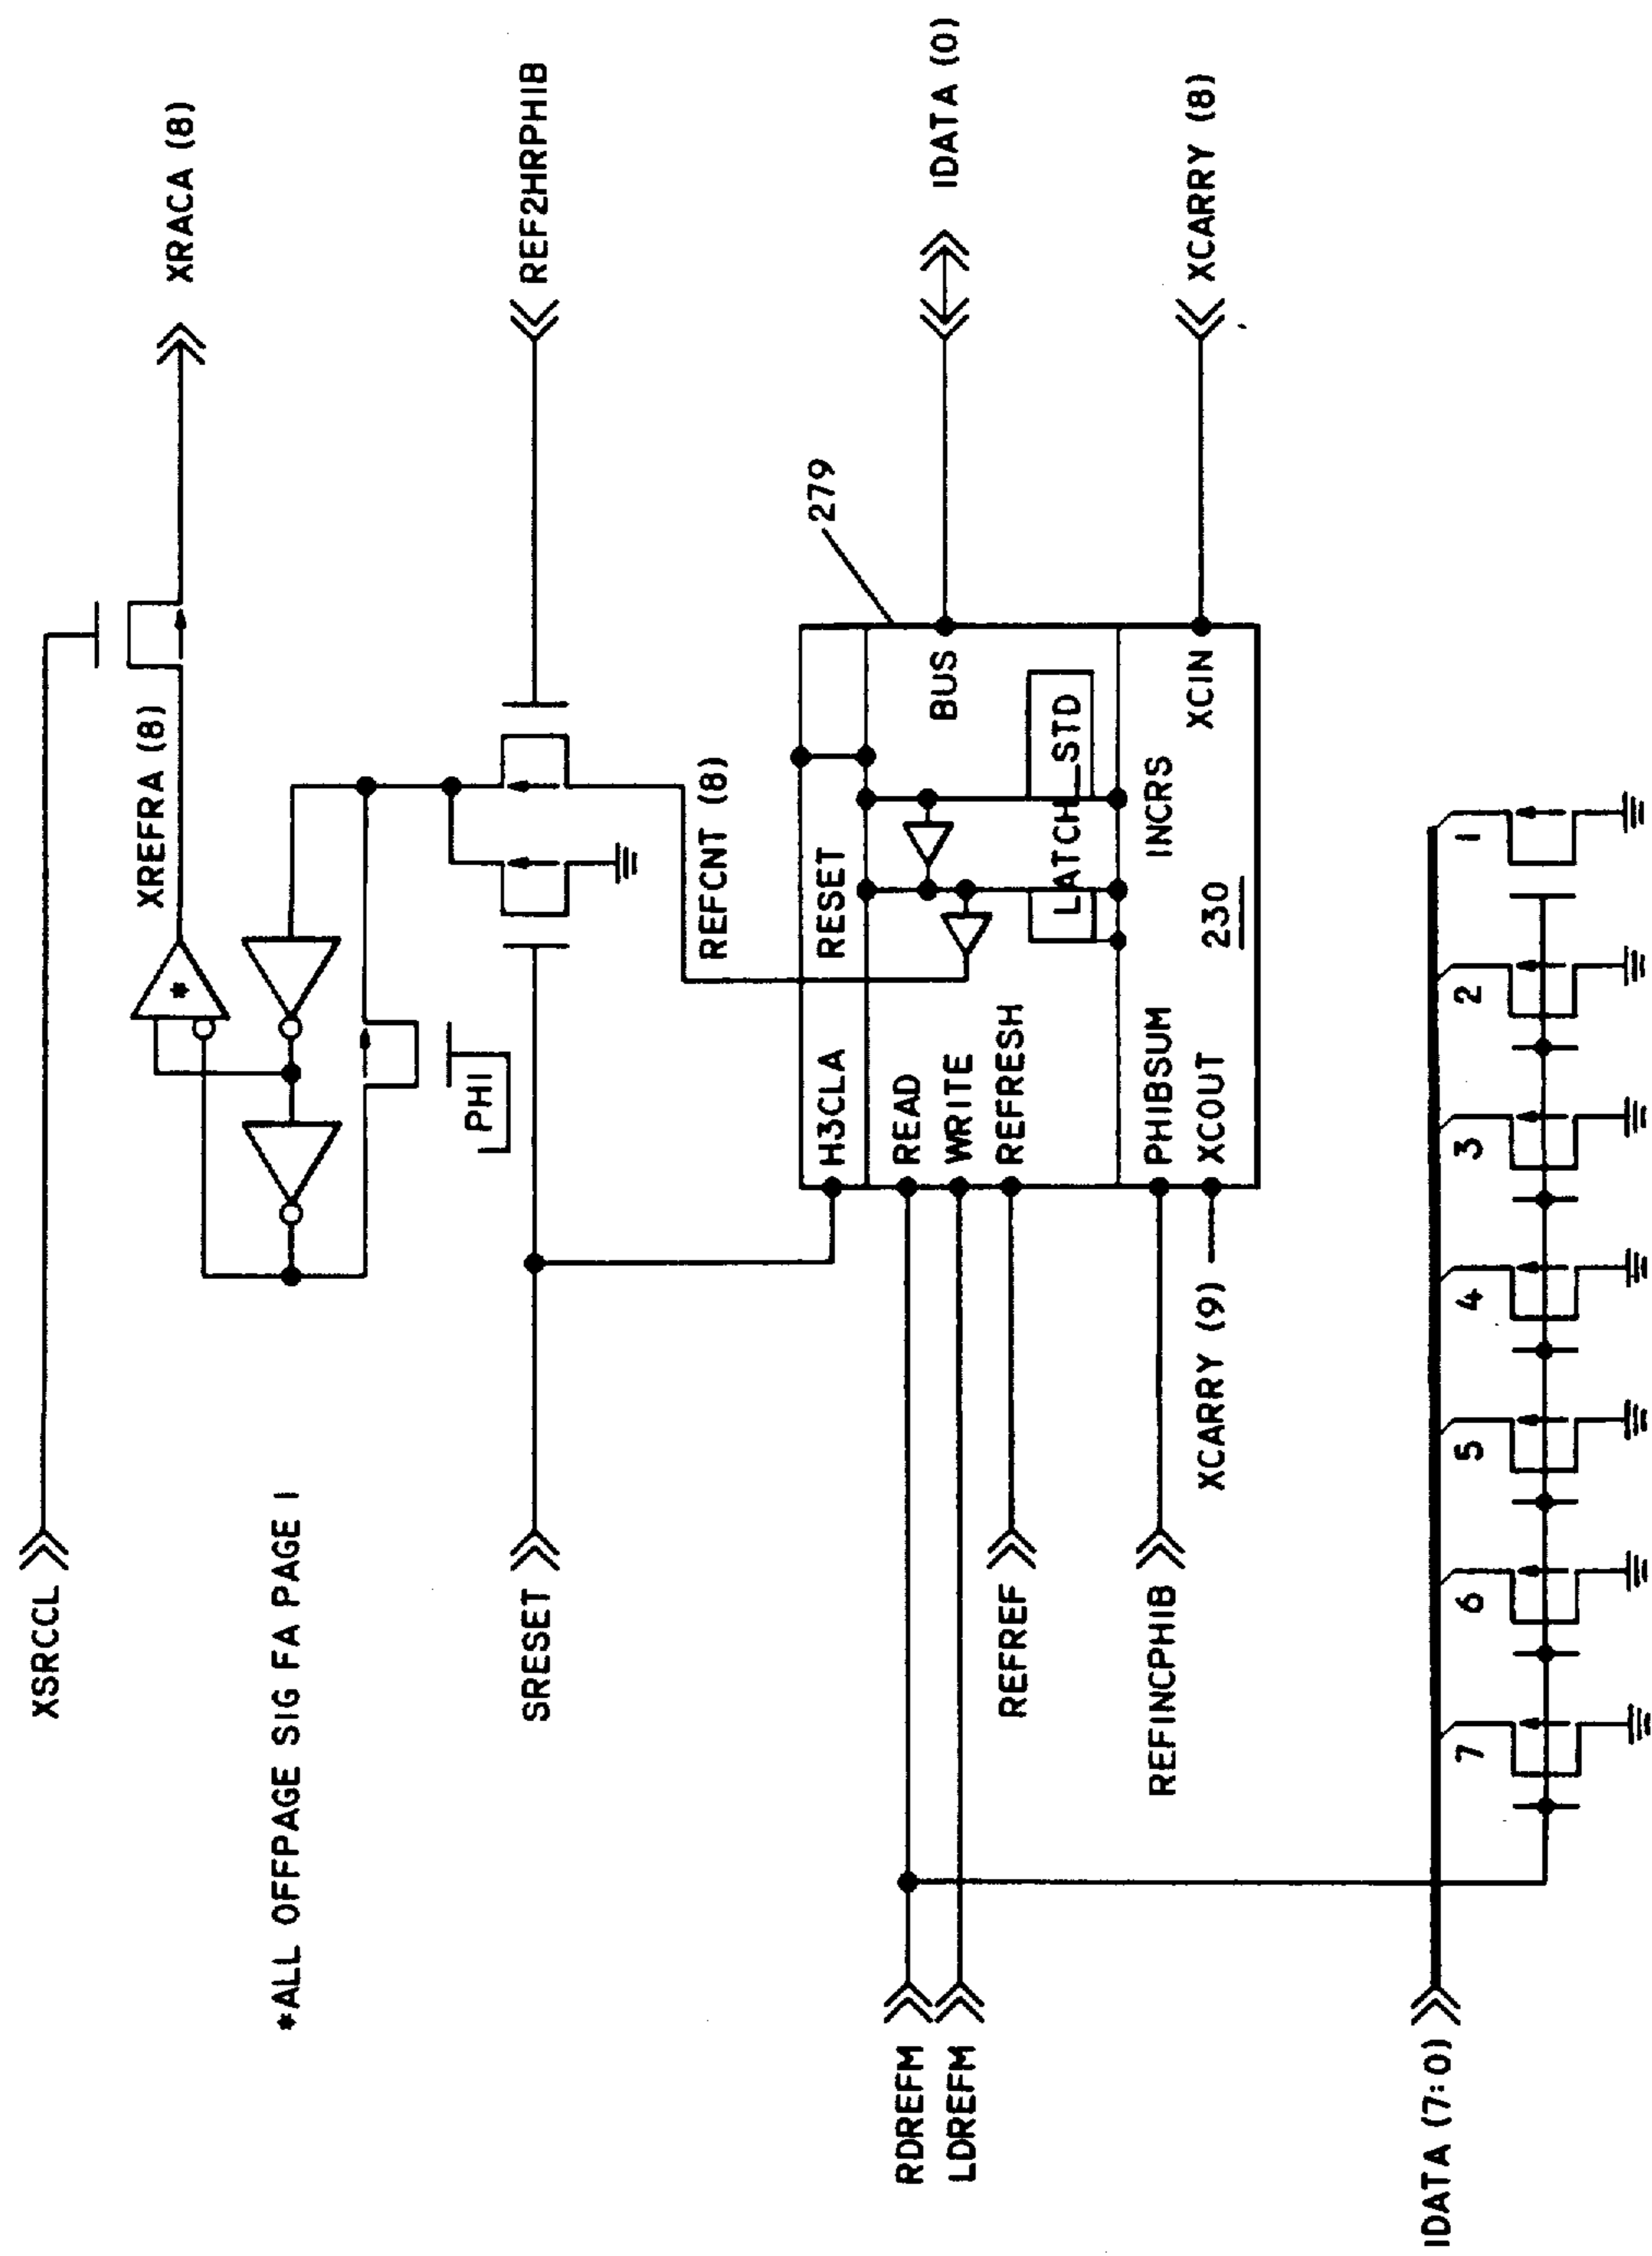 XSRCCL
XREFRA (8)
XRACA (8)
*
*ALL OFFPAGE SIG FA PAGE 1
PHI
SRESET
REF2HRPHIB
REFCNT (8)
279
H3CLA
RESET
RDREFM
READ
BUS
IDATA (0)
LDREFM
WRITE
REFREF
REFRESH
LATCH_STD
REFINCPHIB
PHIBSUM
INCRS
XCARRY (9)
XCOUT
230
XCIN
XCARRY (8)
IDATA (7:0)
7
6
5
4
3
2
1